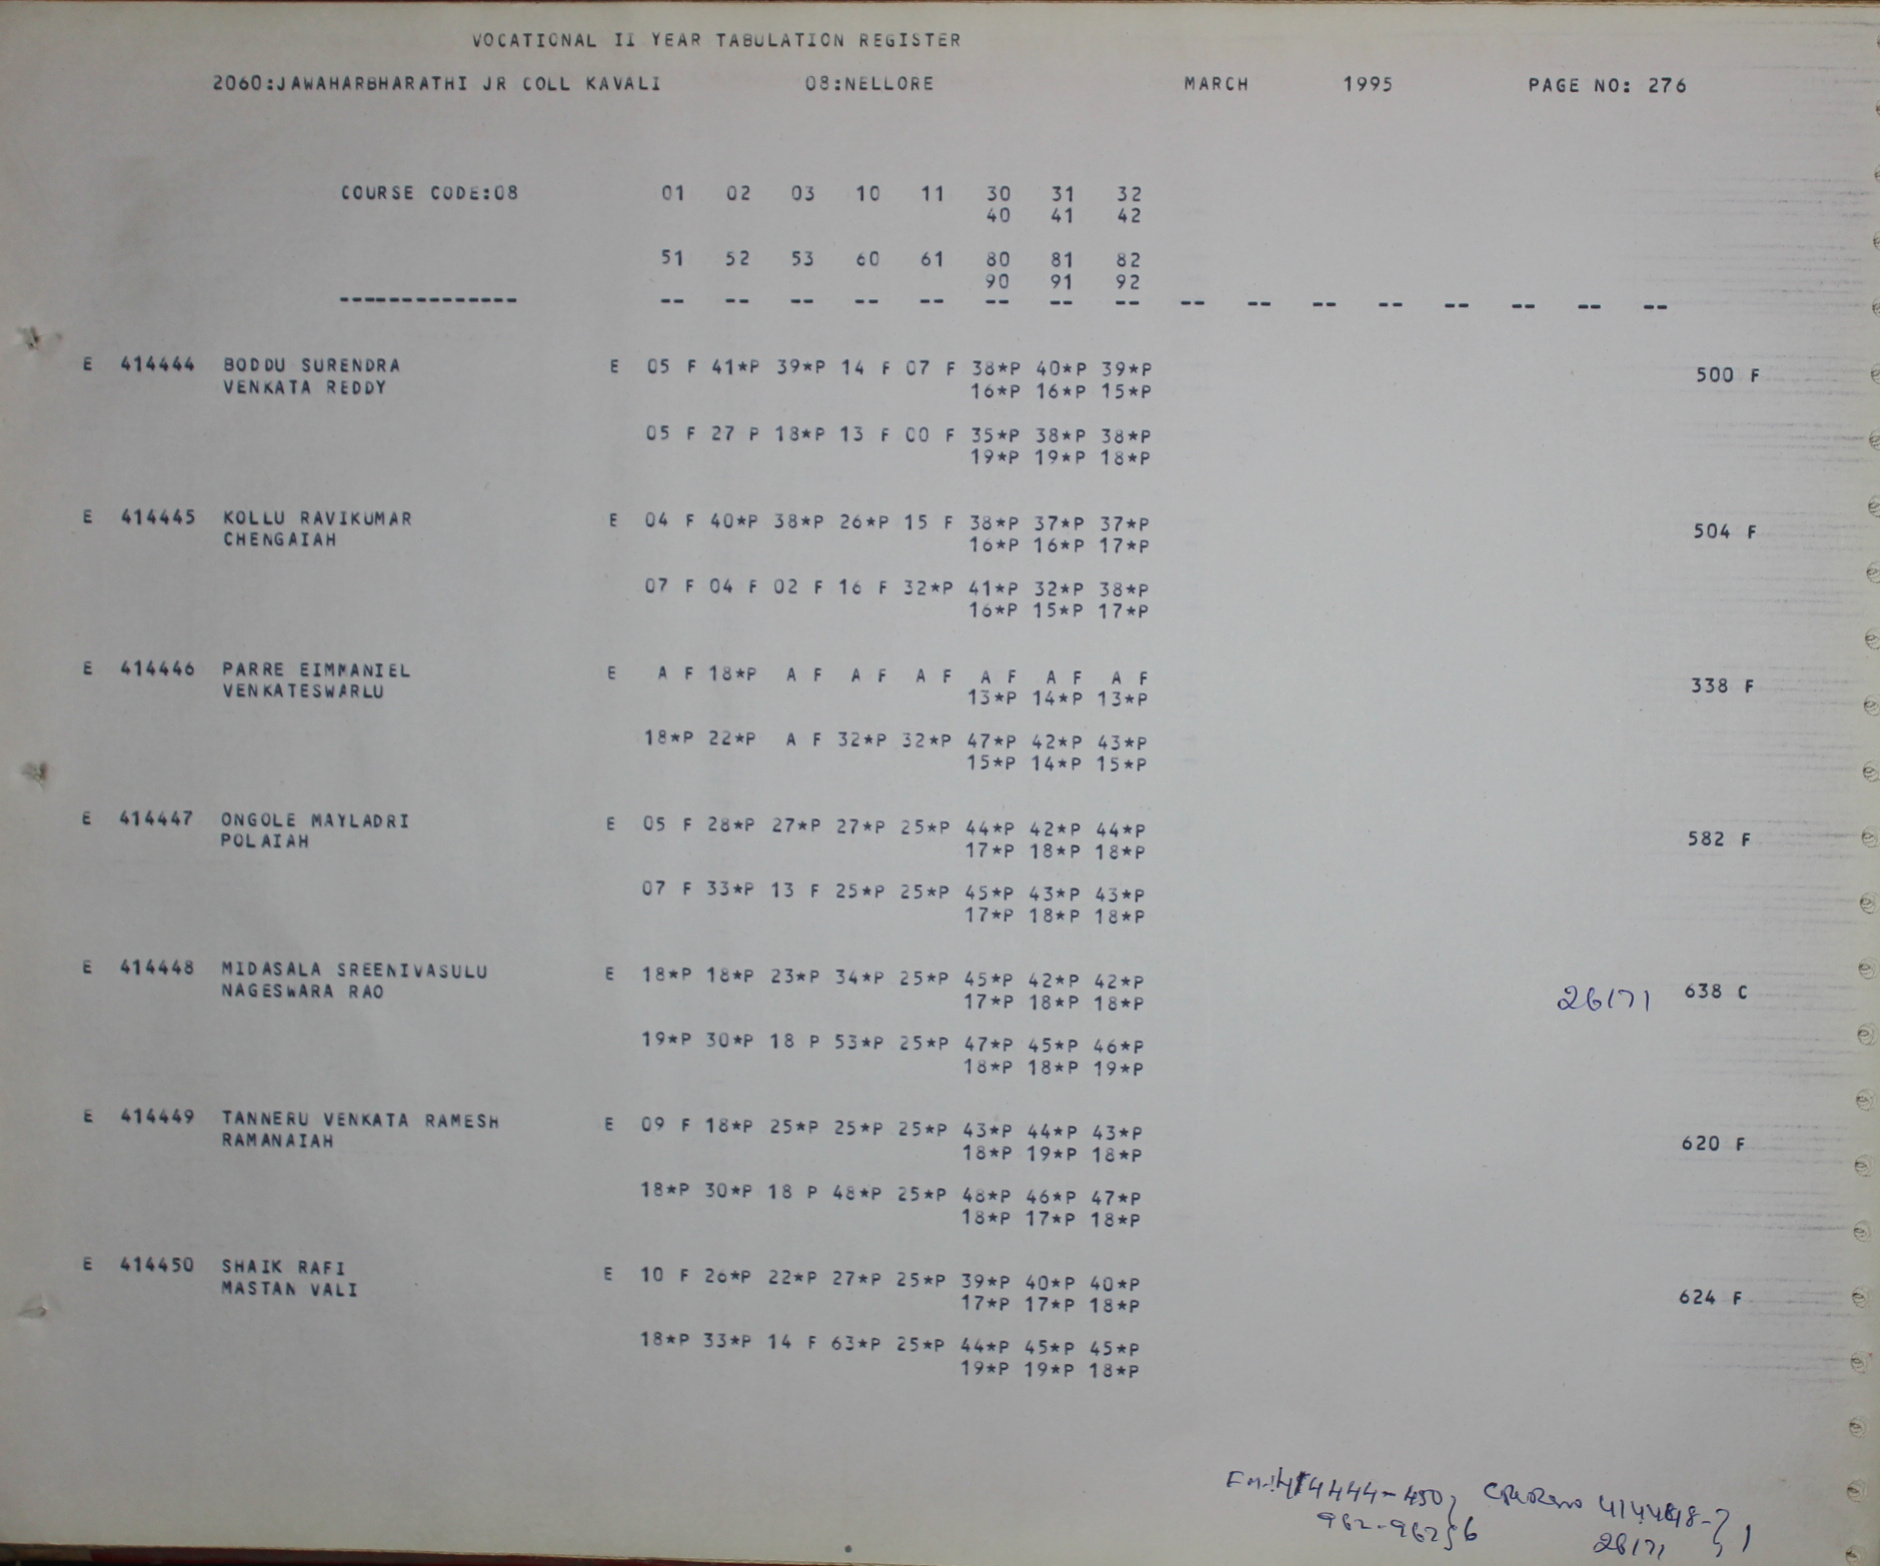 VOCATIONAL II YEAR TABULATION REGISTER
2060:JAWAHARBHARATHI JR COLL KAVALI 08:NELLORE MARCH 1995 PAGE NO: 276
COURSE CODE:08 01 02 03 10 11 30 31 32
40 41 42
51 52 53 60 61 80 81 82
90 91 92
-------------- -- -- -- -- -- -- -- -- -- -- -- -- -- -- -- --
E 414444 BODDU SURENDRA E 05 F 41*P 39*P 14 F 07 F 38*P 40*P 39*P 500 F
VENKATA REDDY 16*P 16*P 15*P
05 F 27 P 18*P 13 F 00 F 35*P 38*P 38*P
19*P 19*P 18*P
E 414445 KOLLU RAVIKUMAR E 04 F 40*P 38*P 26*P 15 F 38*P 37*P 37*P 504 F
CHENGAIAH 16*P 16*P 17*P
07 F 04 F 02 F 16 F 32*P 41*P 32*P 38*P
16*P 15*P 17*P
E 414446 PARRE EIMMANIEL E A F 18*P A F A F A F A F A F A F 338 F
VENKATESWARLU 13*P 14*P 13*P
18*P 22*P A F 32*P 32*P 47*P 42*P 43*P
15*P 14*P 15*P
E 414447 ONGOLE MAYLADRI E 05 F 28*P 27*P 27*P 25*P 44*P 42*P 44*P 582 F
POLAIAH 17*P 18*P 18*P
07 F 33*P 13 F 25*P 25*P 45*P 43*P 43*P
17*P 18*P 18*P
E 414448 MIDASALA SREENIVASULU E 18*P 18*P 23*P 34*P 25*P 45*P 42*P 42*P 26171 638 C
NAGESWARA RAO 17*P 18*P 18*P
19*P 30*P 18 P 53*P 25*P 47*P 45*P 46*P
18*P 18*P 19*P
E 414449 TANNERU VENKATA RAMESH E 09 F 18*P 25*P 25*P 25*P 43*P 44*P 43*P 620 F
RAMANAIAH 18*P 19*P 18*P
18*P 30*P 18 P 48*P 25*P 48*P 46*P 47*P
18*P 17*P 18*P
E 414450 SHAIK RAFI E 10 F 26*P 22*P 27*P 25*P 39*P 40*P 40*P 624 F
MASTAN VALI 17*P 17*P 18*P
18*P 33*P 14 F 63*P 25*P 44*P 45*P 45*P
19*P 19*P 18*P
414444-450
26171